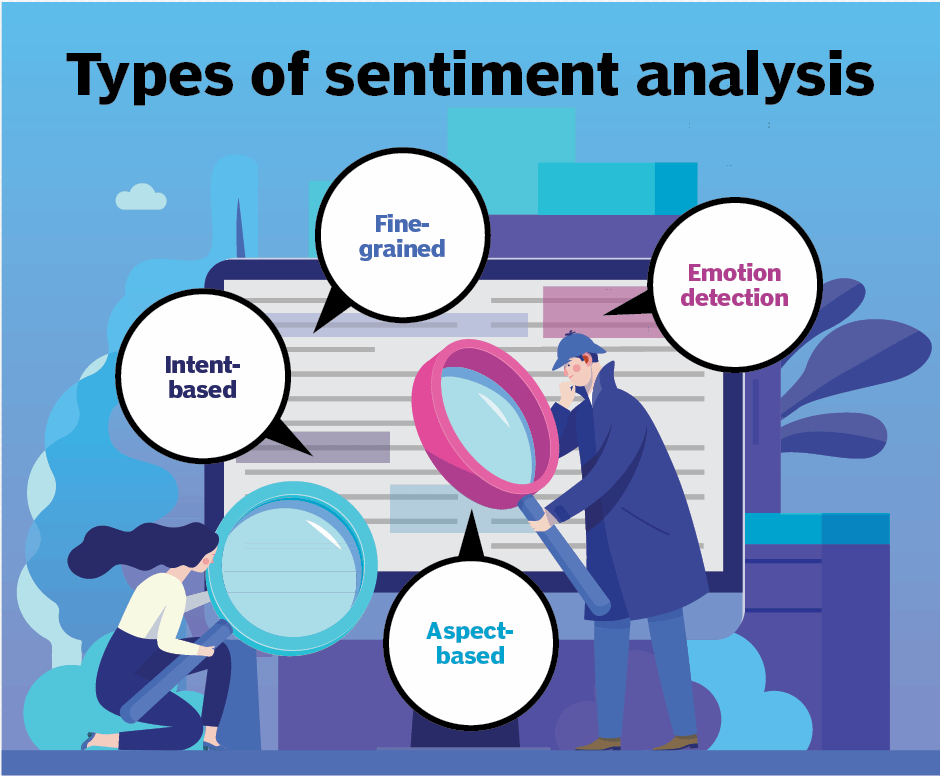 Types of sentiment analysis
Fine-
grained
Emotion
detection
Intent-
based
Aspect-
based